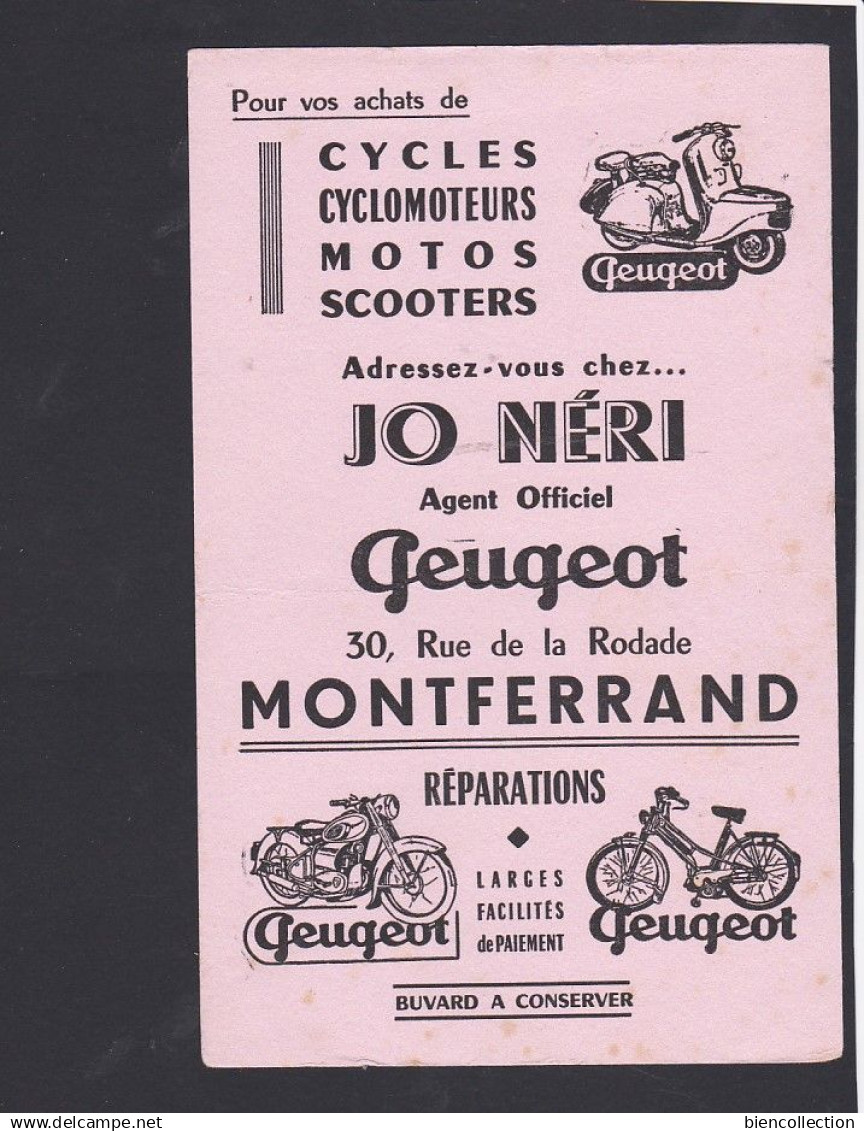 Pour vos achats de
CYCLES
CYCLOMOTEURS
MOTOS
SCOOTERS
Peugeot
Adressez-vous chez...
JO NÉRI
Agent Officiel
Peugeot
30, Rue de la Rodade
MONTFERRAND
RÉPARATIONS
LARGES
FACILITÉS
de PAIEMENT
Peugeot
Peugeot
BUVARD A CONSERVER
delcampe.net
biencollection